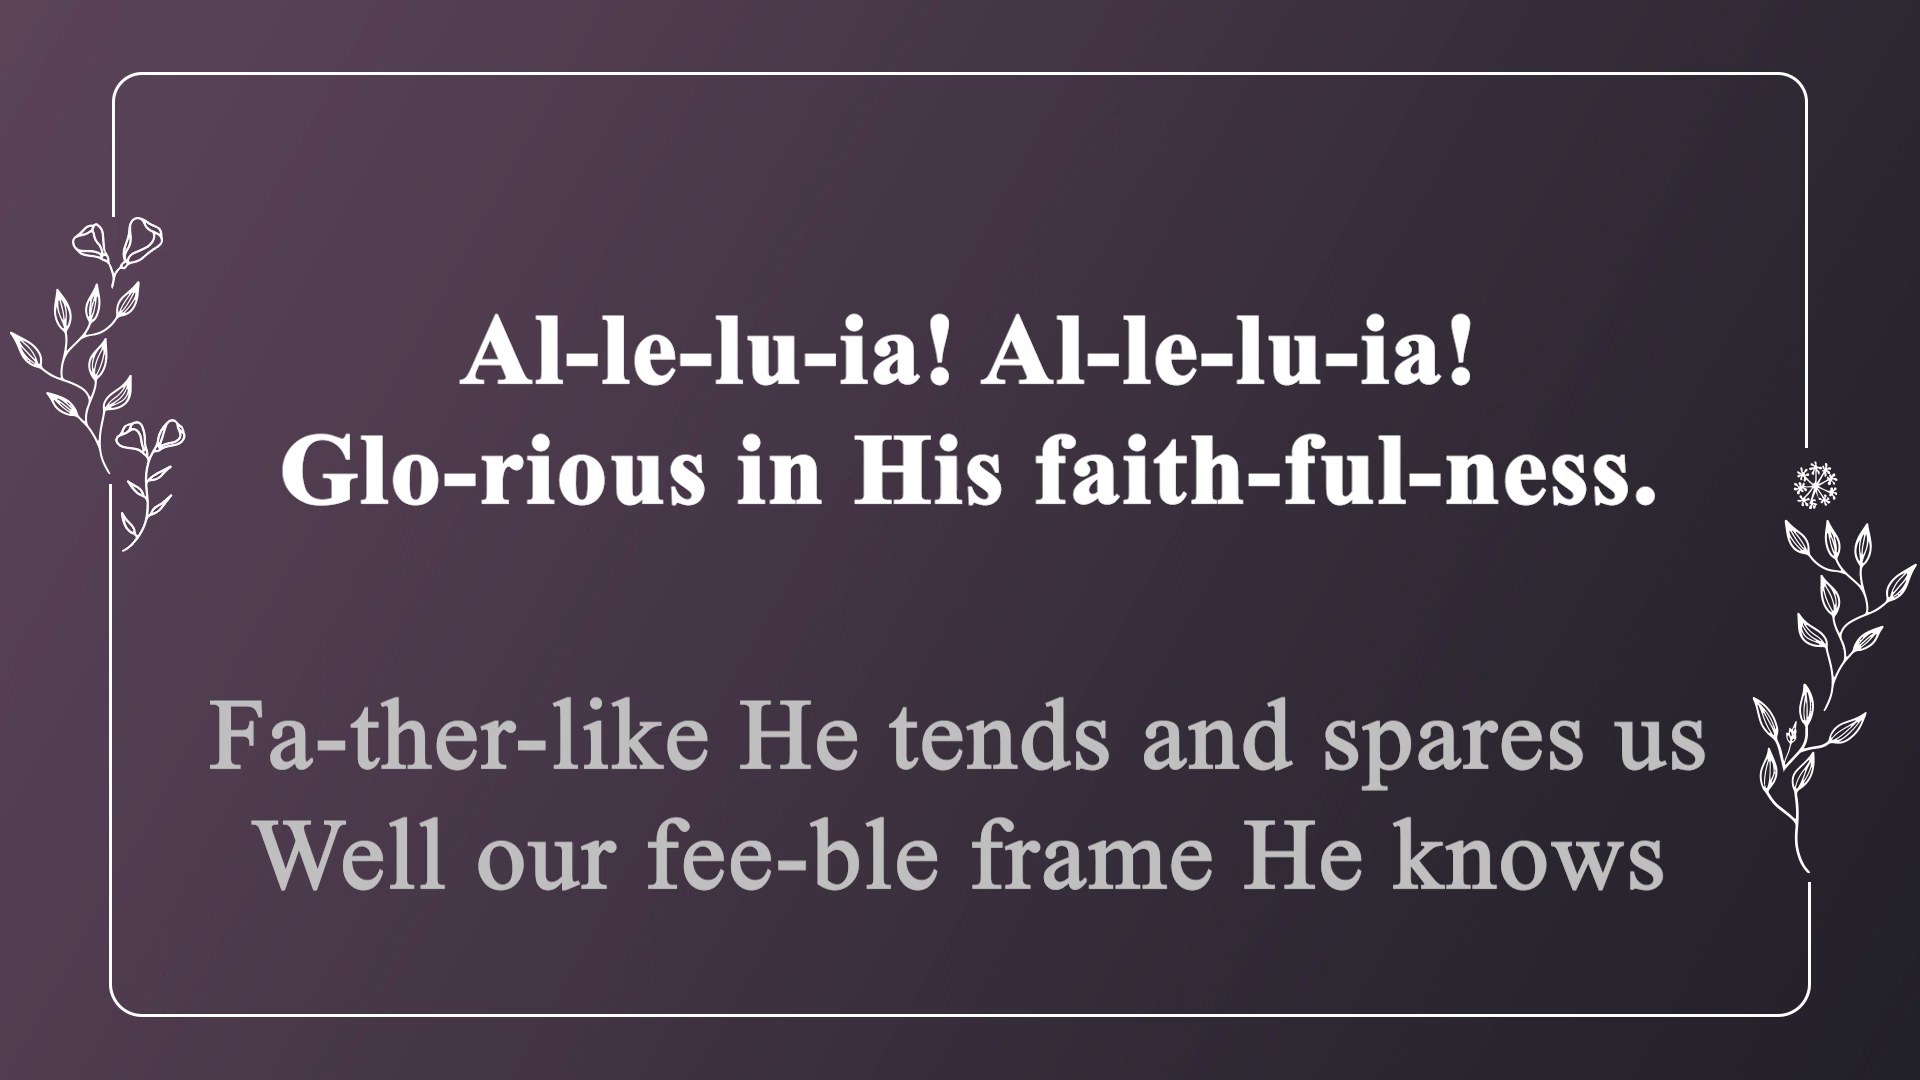 Al-le-lu-ia! Al-le-lu-ia!
Glo-rious in His faith-ful-ness.
Fa-ther-like He tends and spares us
Well our fee-ble frame He knows